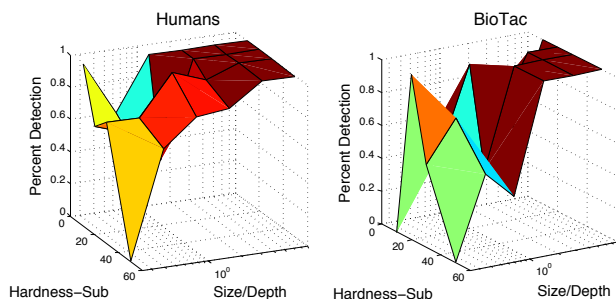 Humans
BioTac
1
0.8
0.6
0.4
0.2
0
Percent Detection
0
20
40
60
Hardness−Sub
10⁰
Size/Depth
1
0.8
0.6
0.4
0.2
0
Percent Detection
0
20
40
60
Hardness−Sub
10⁰
Size/Depth